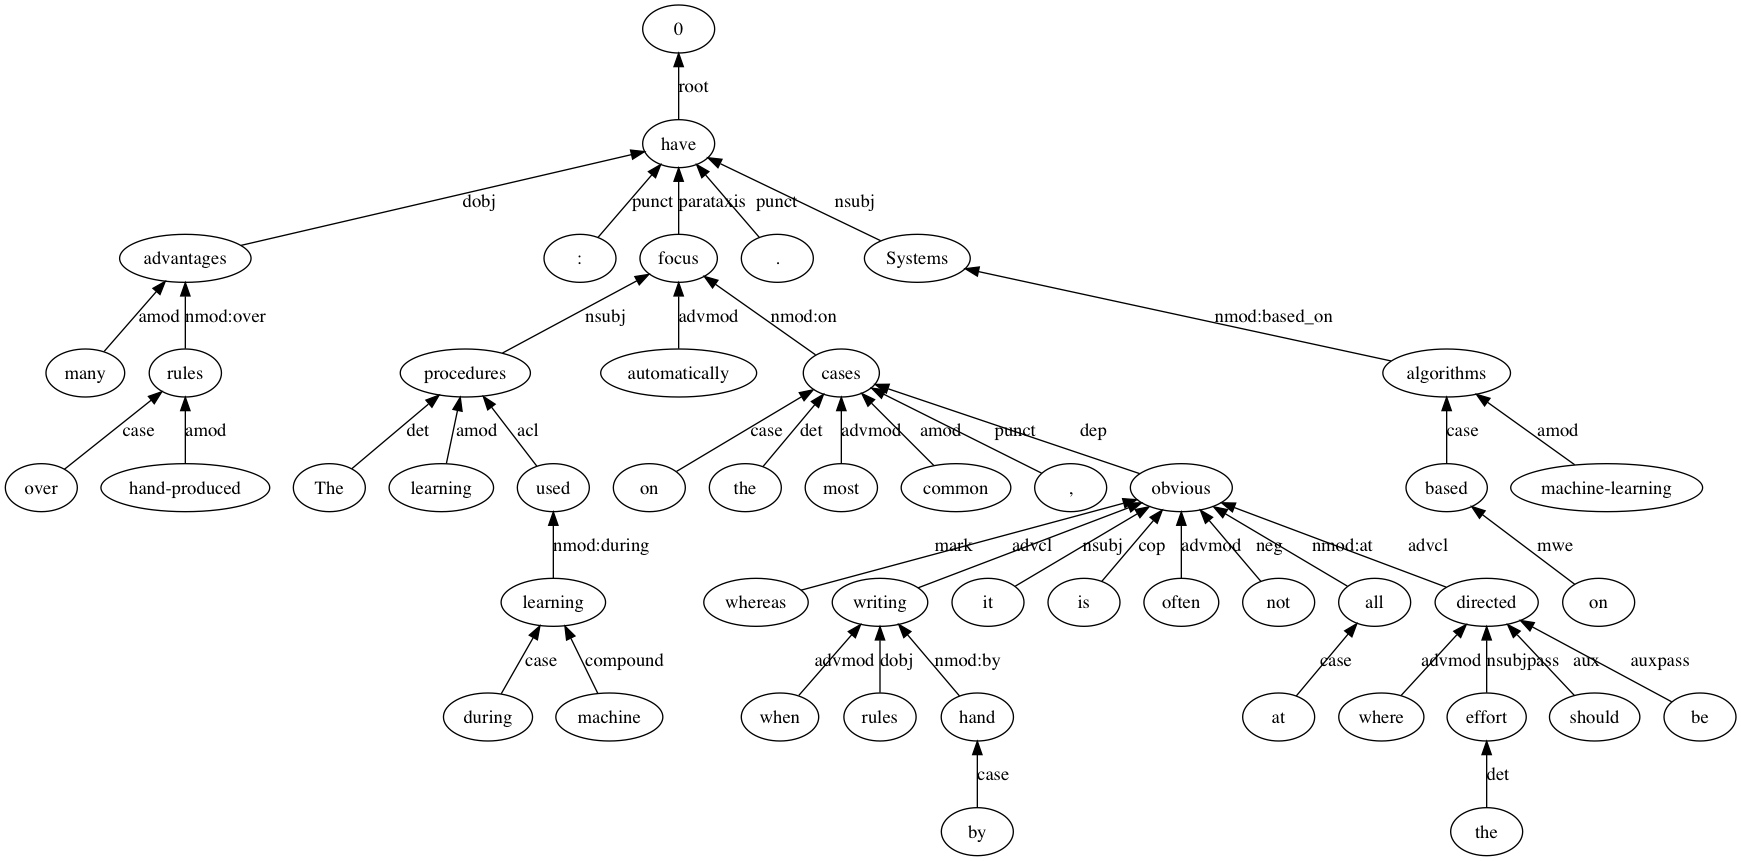 0
root
have
dobj punct parataxis punct nsubj
advantages : focus . Systems
amod nmod:over nsubj advmod nmod:on nmod:based_on
many rules procedures automatically cases algorithms
case amod det amod acl case det advmod amod punct dep case amod
over hand-produced The learning used on the most common , obvious based machine-learning
nmod:during mark advcl nsubj cop advmod neg nmod:at advcl mwe
learning whereas writing it is often not all directed on
case compound advmod dobj nmod:by case advmod nsubjpass aux auxpass
during machine when rules hand at where effort should be
case det
by the